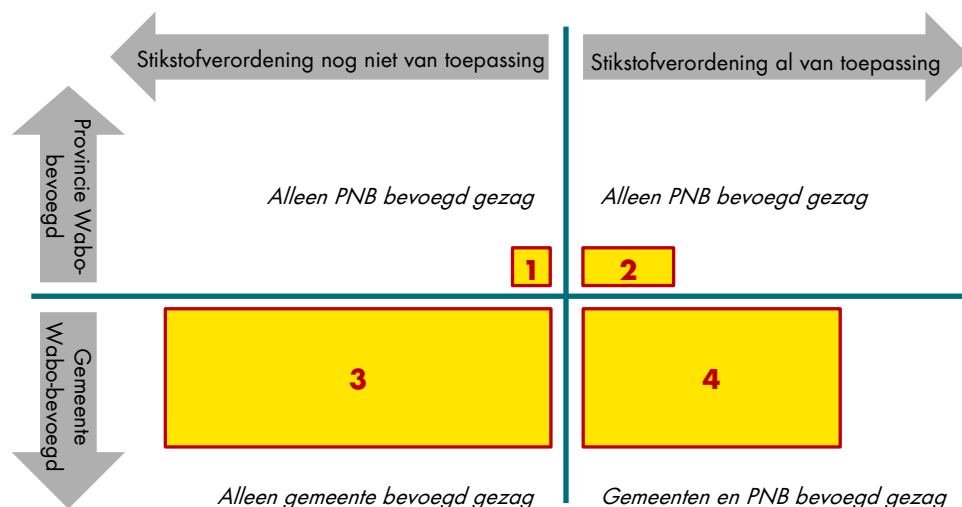 Stikstofverordening nog niet van toepassing
Stikstofverordening al van toepassing
Provincie Wabo-
bevoegd
Alleen PNB bevoegd gezag
Alleen PNB bevoegd gezag
1
2
Gemeente
Wabo-bevoegd
3
4
Alleen gemeente bevoegd gezag
Gemeenten en PNB bevoegd gezag